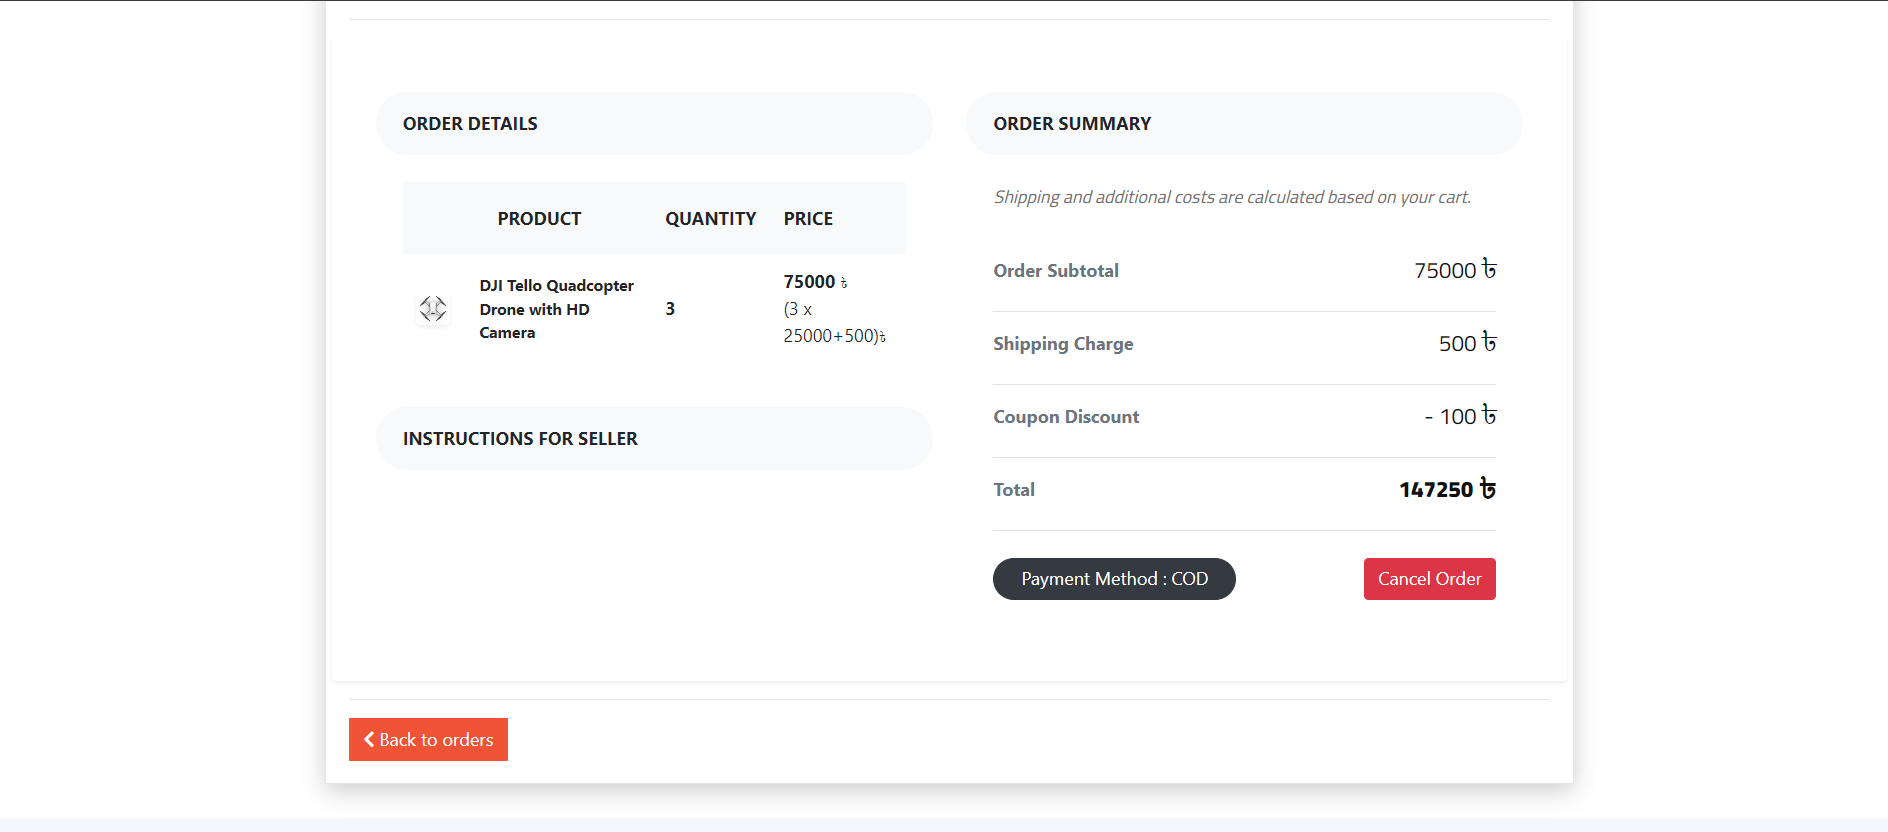 ORDER DETAILS
PRODUCT QUANTITY PRICE
DJI Tello Quadcopter
Drone with HD
Camera
3
75000 ৳
(3 x
25000+500)৳
INSTRUCTIONS FOR SELLER
ORDER SUMMARY
Shipping and additional costs are calculated based on your cart.
Order Subtotal 75000 ৳
Shipping Charge 500 ৳
Coupon Discount - 100 ৳
Total 147250 ৳
Payment Method : COD
Cancel Order
Back to orders